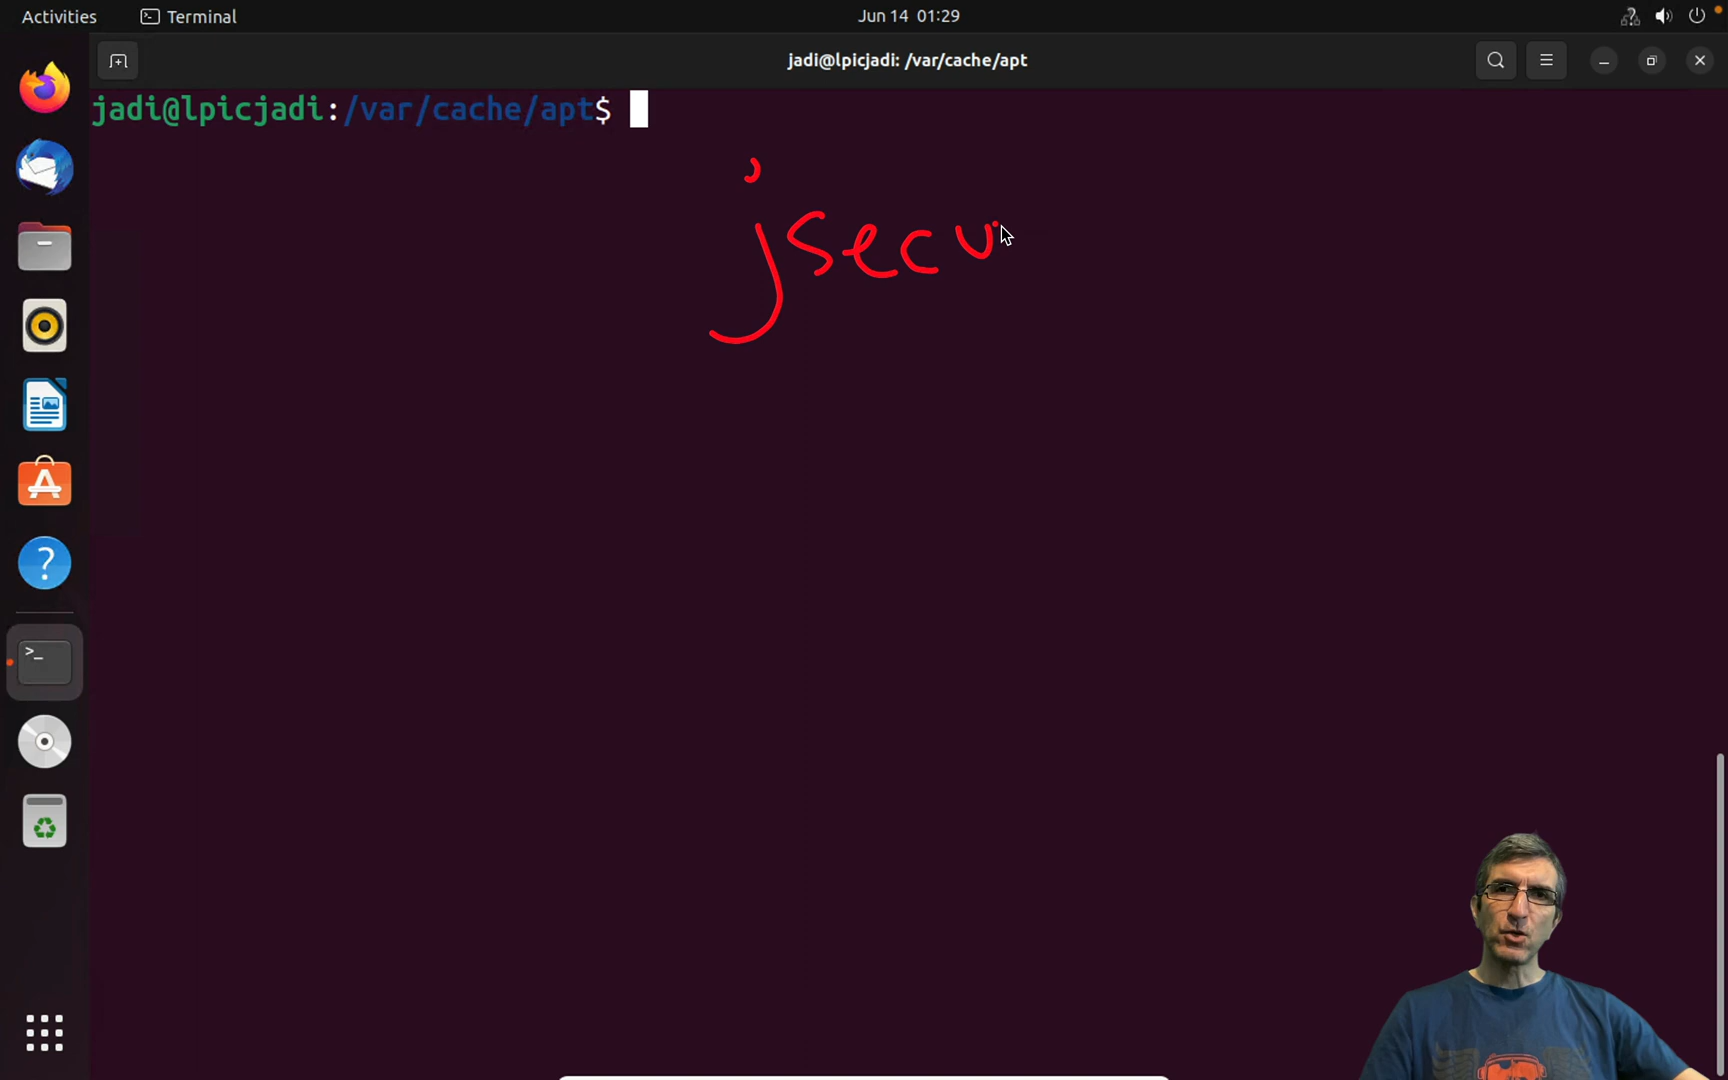 Activities Terminal Jun 14 01:29
jadi@lpicjadi: /var/cache/apt
jadi@lpicjadi:/var/cache/apt$
jsecu